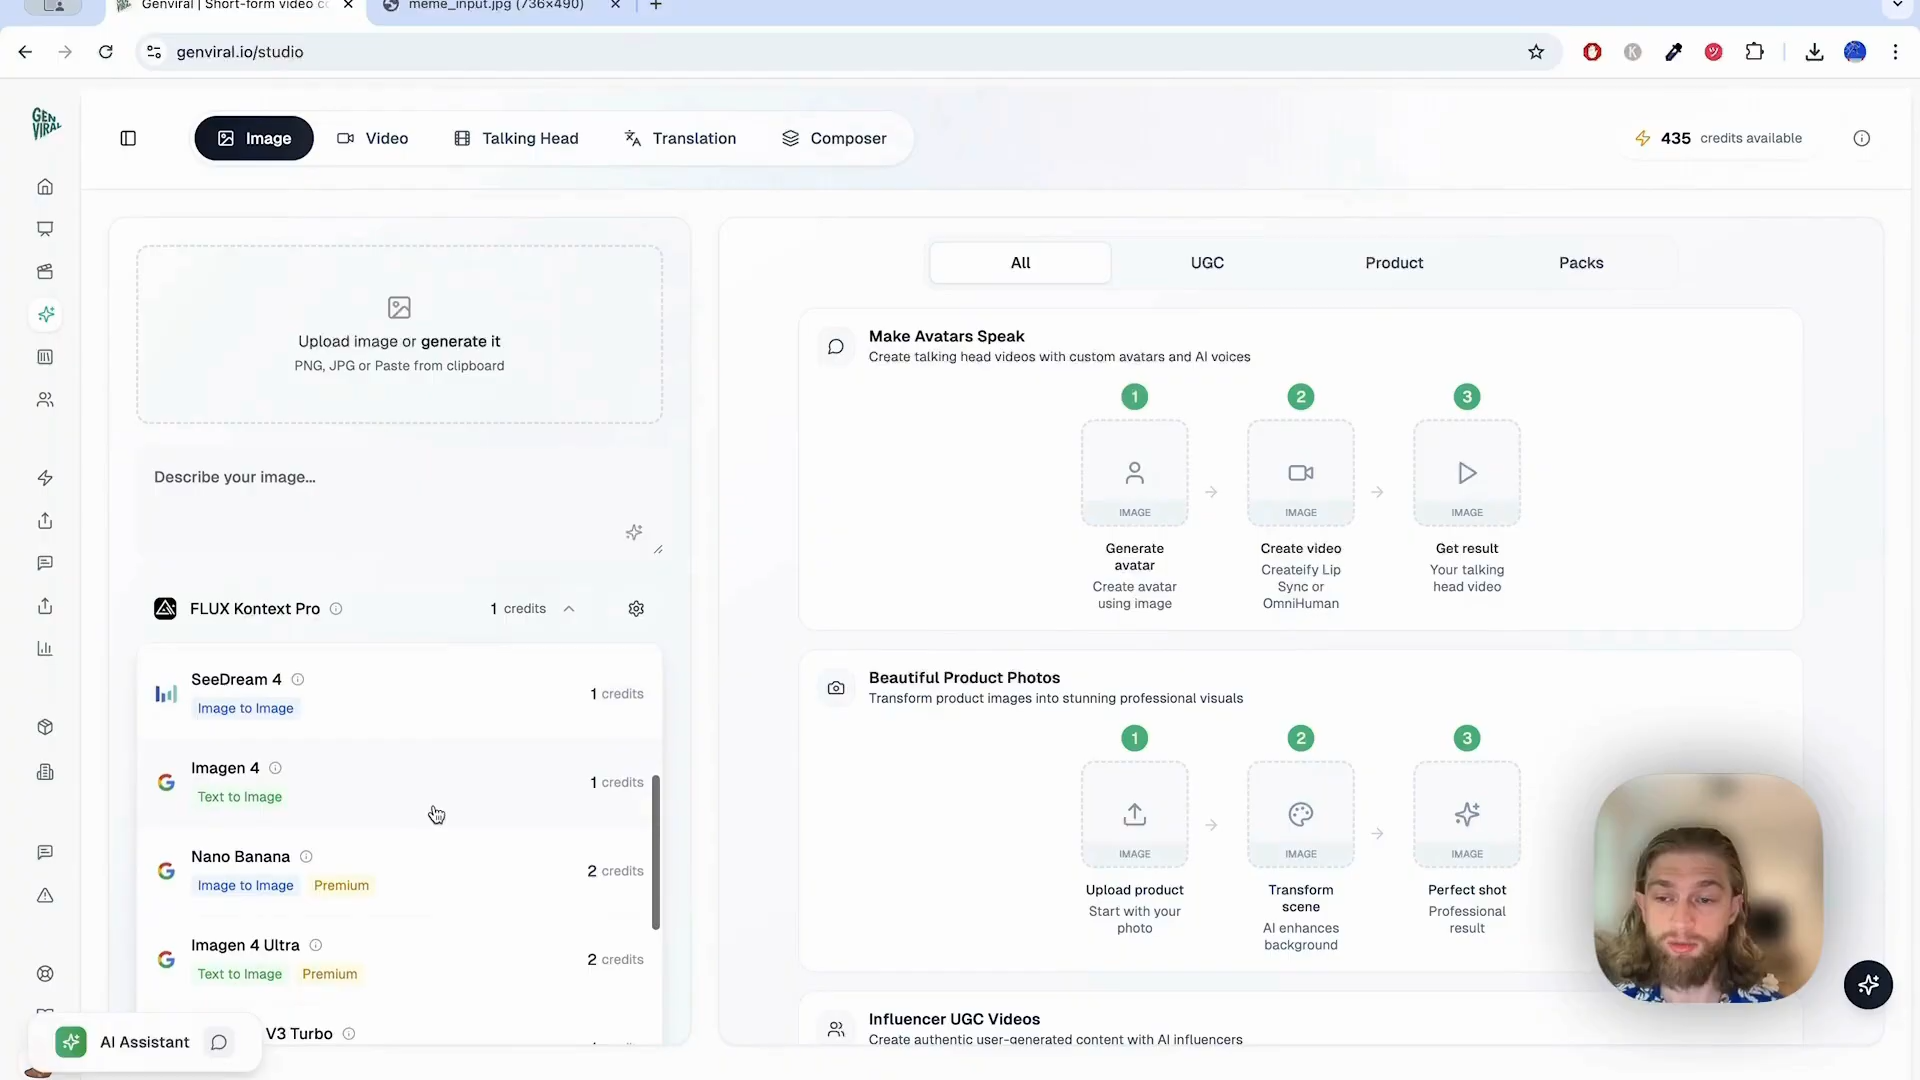 Genviral | Short-form video co
meme_input.jpg (736×490)
genviral.io/studio
GEN
VIRAL
Image
Video
Talking Head
Translation
Composer
435 credits available
Upload image or generate it
PNG, JPG or Paste from clipboard
Describe your image...
FLUX Kontext Pro
1 credits
SeeDream 4
Image to Image
1 credits
Imagen 4
Text to Image
1 credits
Nano Banana
Image to Image
Premium
2 credits
Imagen 4 Ultra
Text to Image
Premium
2 credits
V3 Turbo
AI Assistant
All
UGC
Product
Packs
Make Avatars Speak
Create talking head videos with custom avatars and AI voices
1
2
3
IMAGE
IMAGE
IMAGE
Generate
avatar
Create avatar
using image
Create video
Createify Lip
Sync or
OmniHuman
Get result
Your talking
head video
Beautiful Product Photos
Transform product images into stunning professional visuals
1
2
3
IMAGE
IMAGE
IMAGE
Upload product
Start with your
photo
Transform
scene
AI enhances
background
Perfect shot
Professional
result
Influencer UGC Videos
Create authentic user-generated content with AI influencers